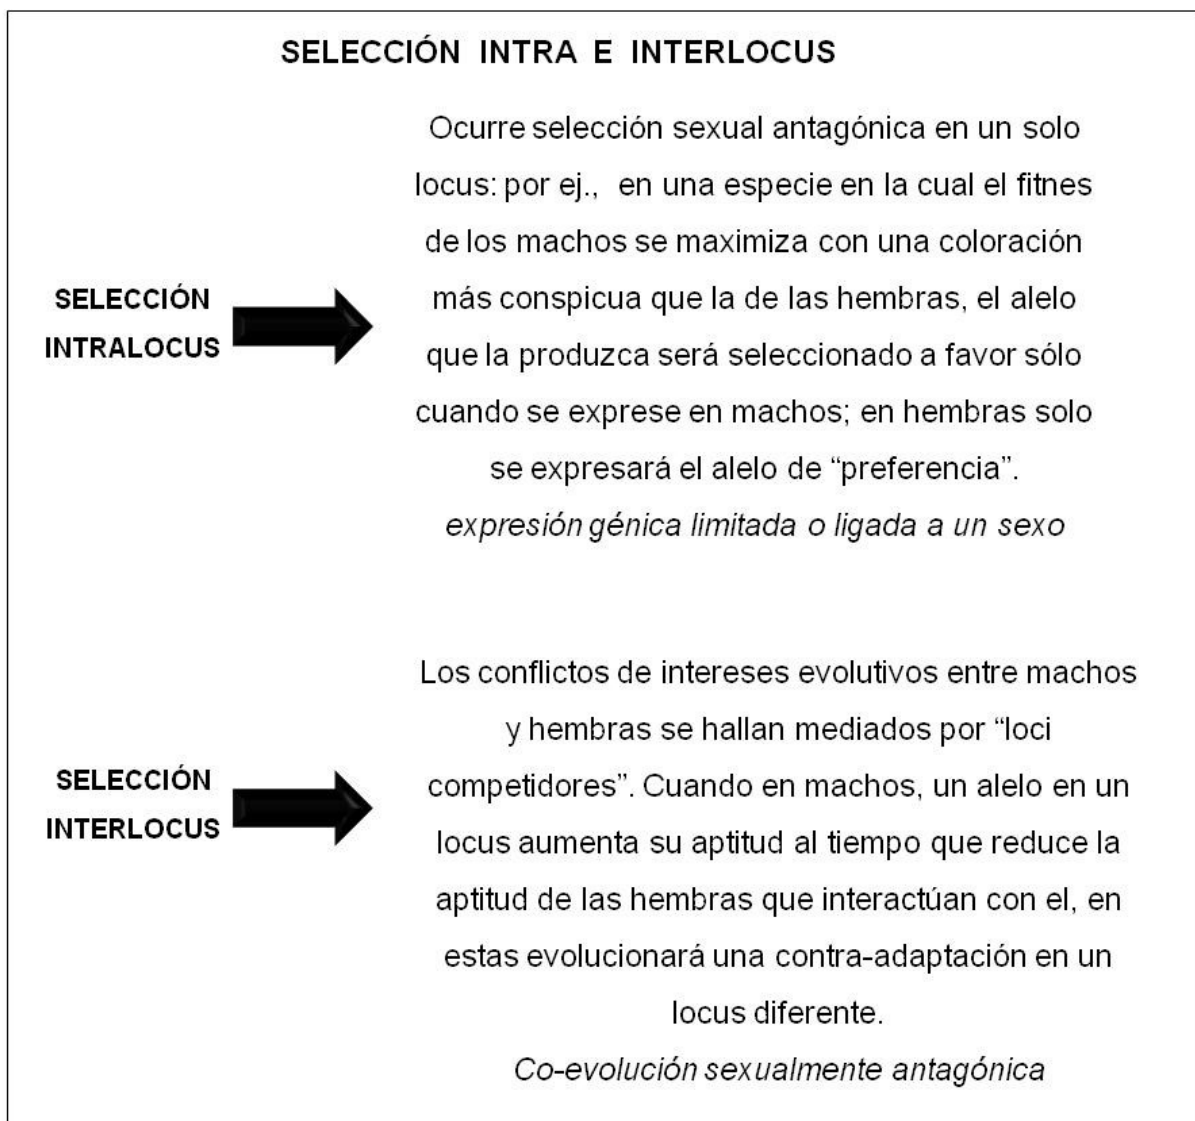 SELECCIÓN INTRA E INTERLOCUS
Ocurre selección sexual antagónica en un solo
locus: por ej., en una especie en la cual el fitnes
de los machos se maximiza con una coloración
SELECCIÓN
INTRALOCUS
más conspicua que la de las hembras, el alelo
que la produzca será seleccionado a favor sólo
cuando se exprese en machos; en hembras solo
se expresará el alelo de “preferencia”.
expresión génica limitada o ligada a un sexo
Los conflictos de intereses evolutivos entre machos
y hembras se hallan mediados por “loci
SELECCIÓN
INTERLOCUS
competidores”. Cuando en machos, un alelo en un
locus aumenta su aptitud al tiempo que reduce la
aptitud de las hembras que interactúan con el, en
estas evolucionará una contra-adaptación en un
locus diferente.
Co-evolución sexualmente antagónica